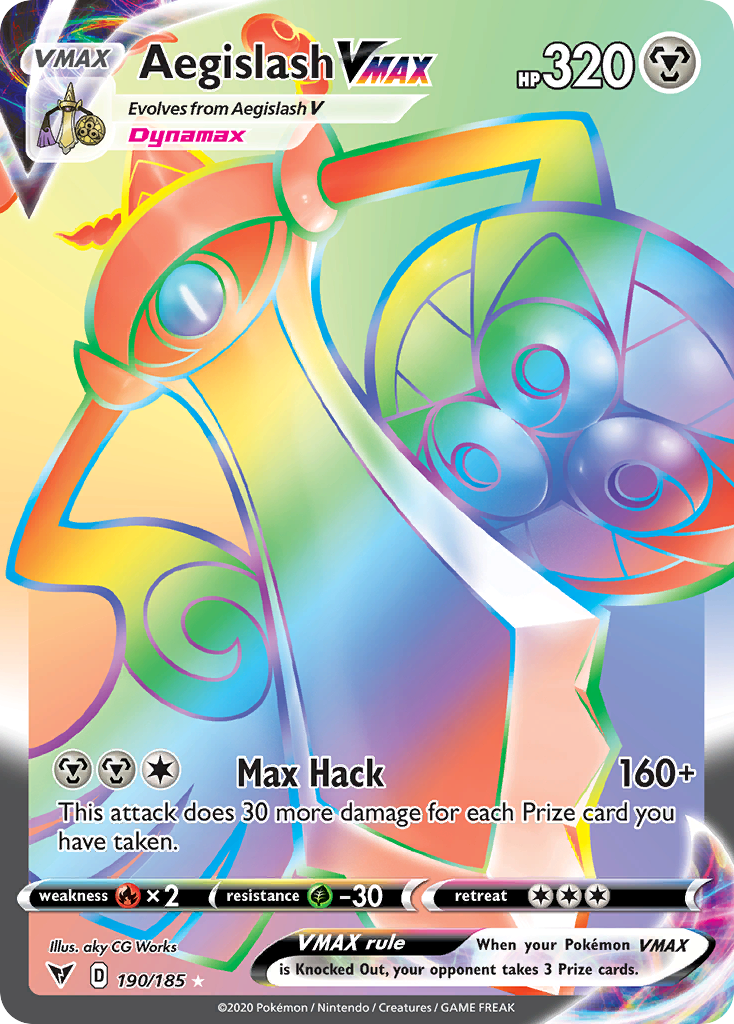 VMAX
Aegislash VMAX
HP 320
Evolves from Aegislash V
Dynamax
Max Hack 160+
This attack does 30 more damage for each Prize card you
have taken.
weakness ×2 resistance -30 retreat
Illus. aky CG Works
VMAX rule When your Pokémon VMAX
is Knocked Out, your opponent takes 3 Prize cards.
D 190/185
©2020 Pokémon / Nintendo / Creatures / GAME FREAK